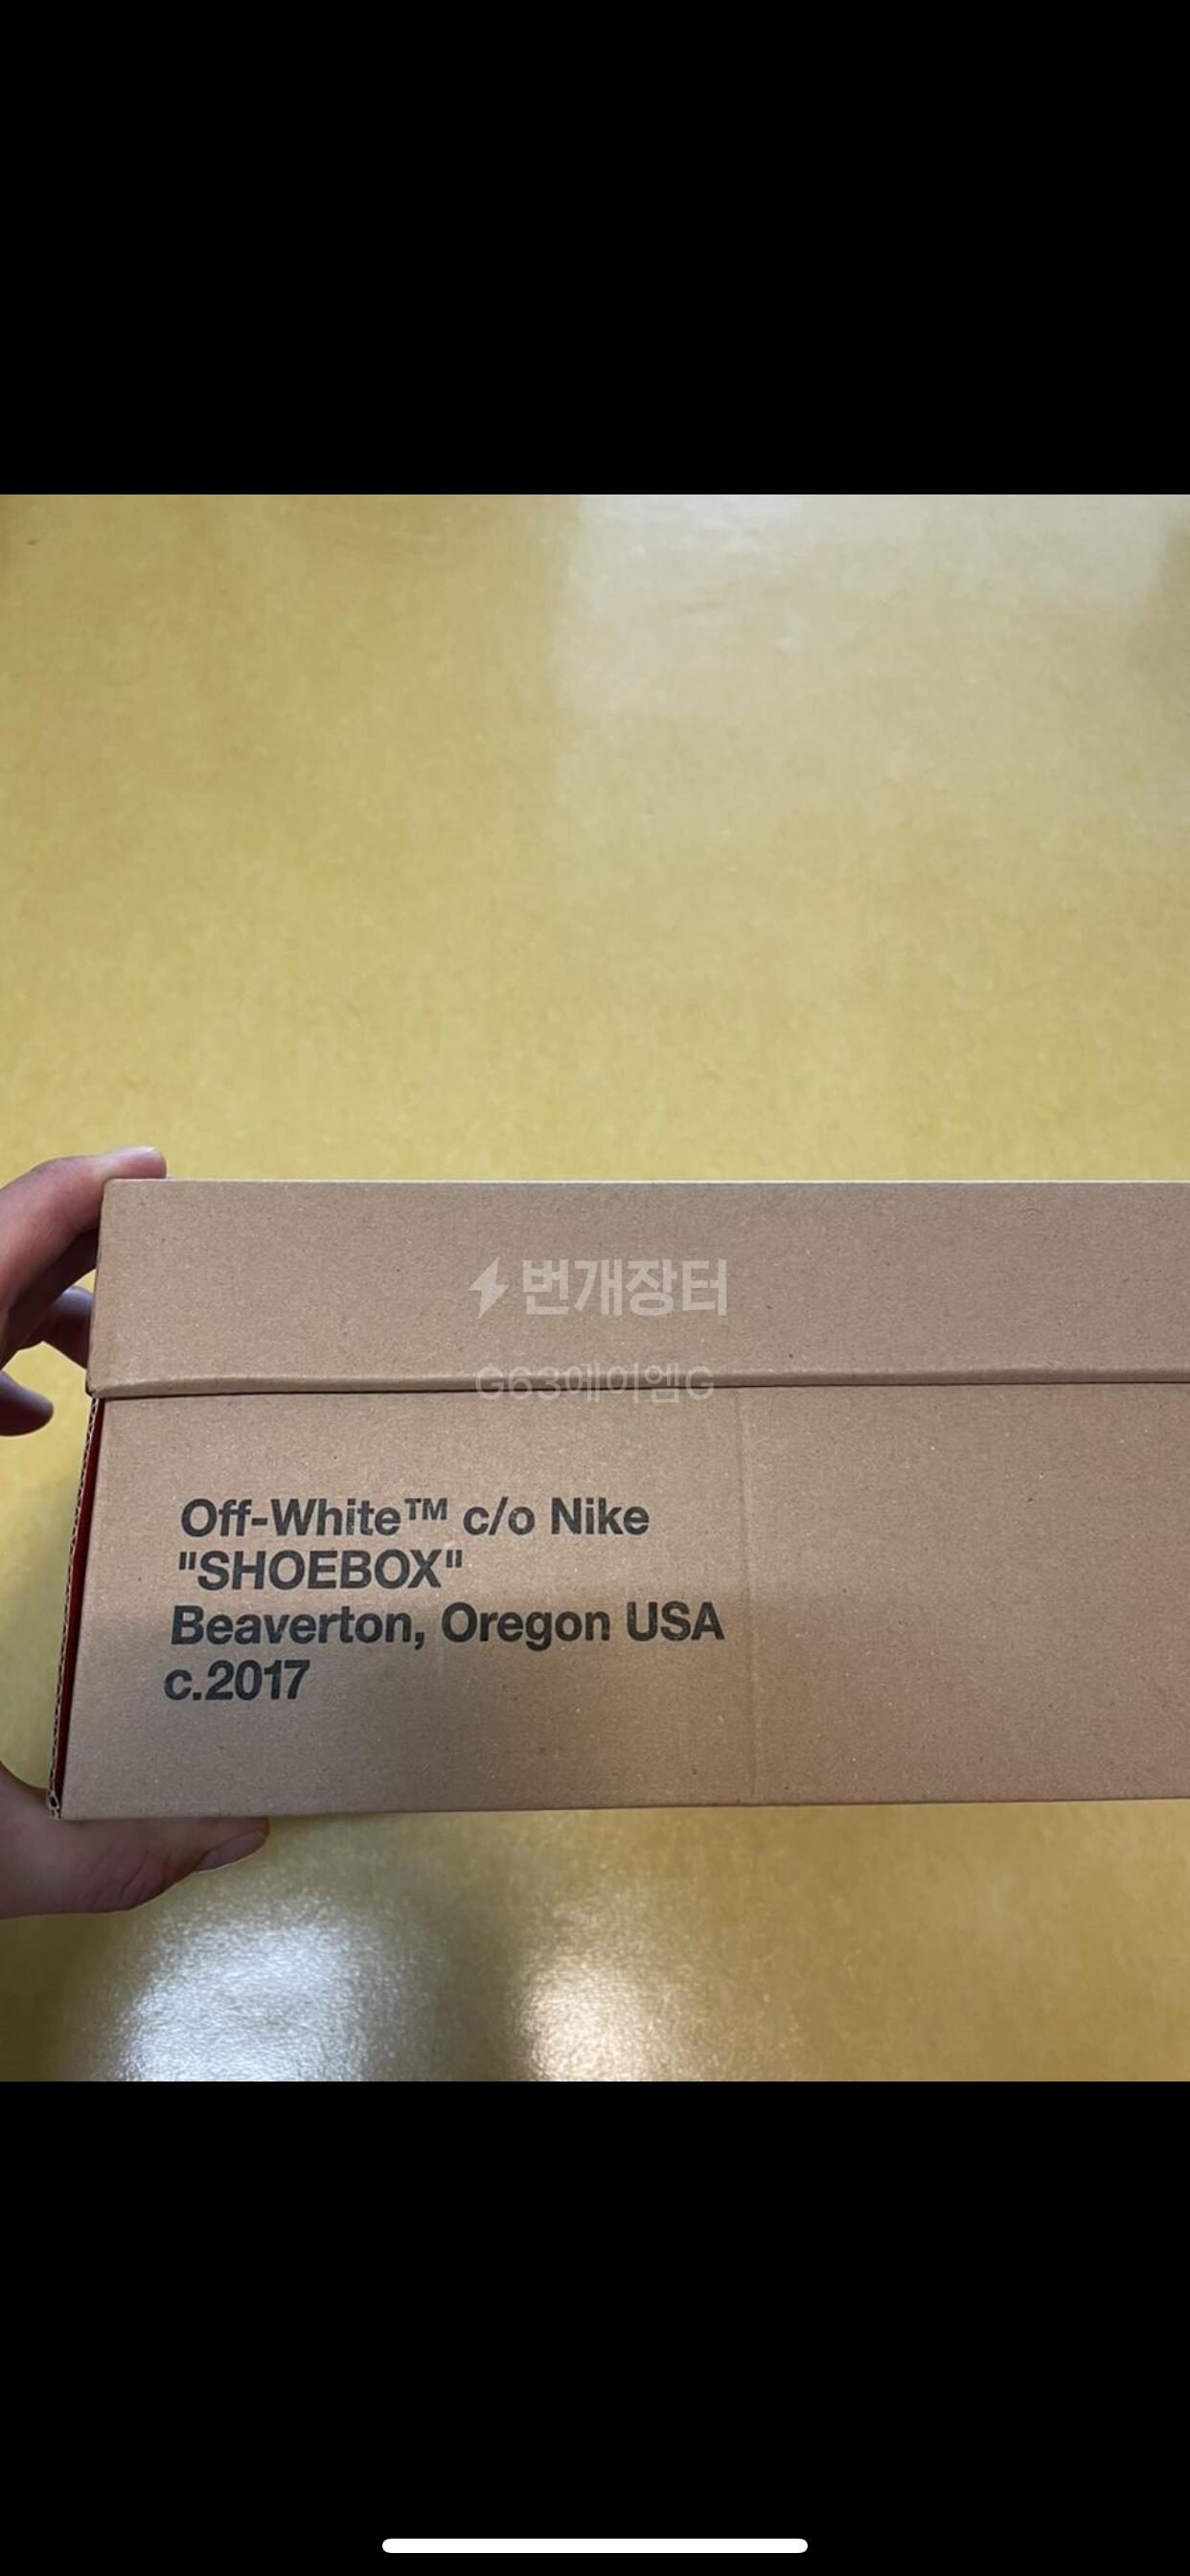 번개장터
G63에이엠G
Off-White™ c/o Nike
"SHOEBOX"
Beaverton, Oregon USA
c.2017